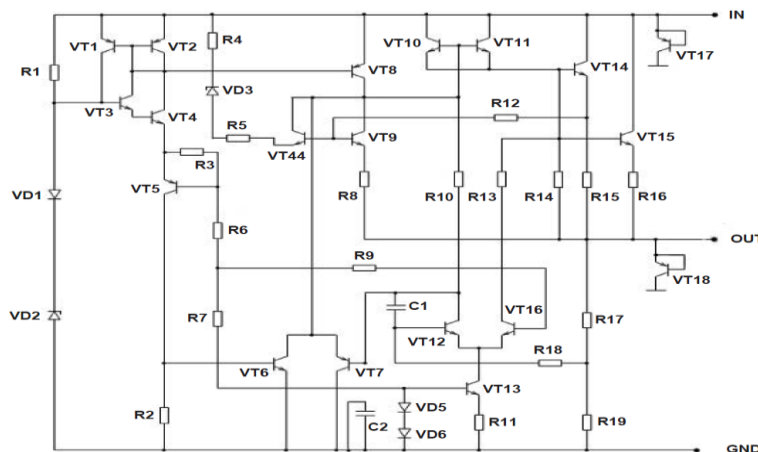 IN
R4
VT1
VT2
VT10
VT11
VT17
R1
VT8
VT14
VD3
VT3
VT4
R12
R5
VT9
VT15
VT44
R3
R8
R10
R13
R14
R15
R16
VT5
VD1
R6
OUT
R9
VT18
VD2
R7
C1
VT16
R17
VT12
R18
VT6
VT7
VT13
R2
VD5
R11
R19
C2
VD6
GND